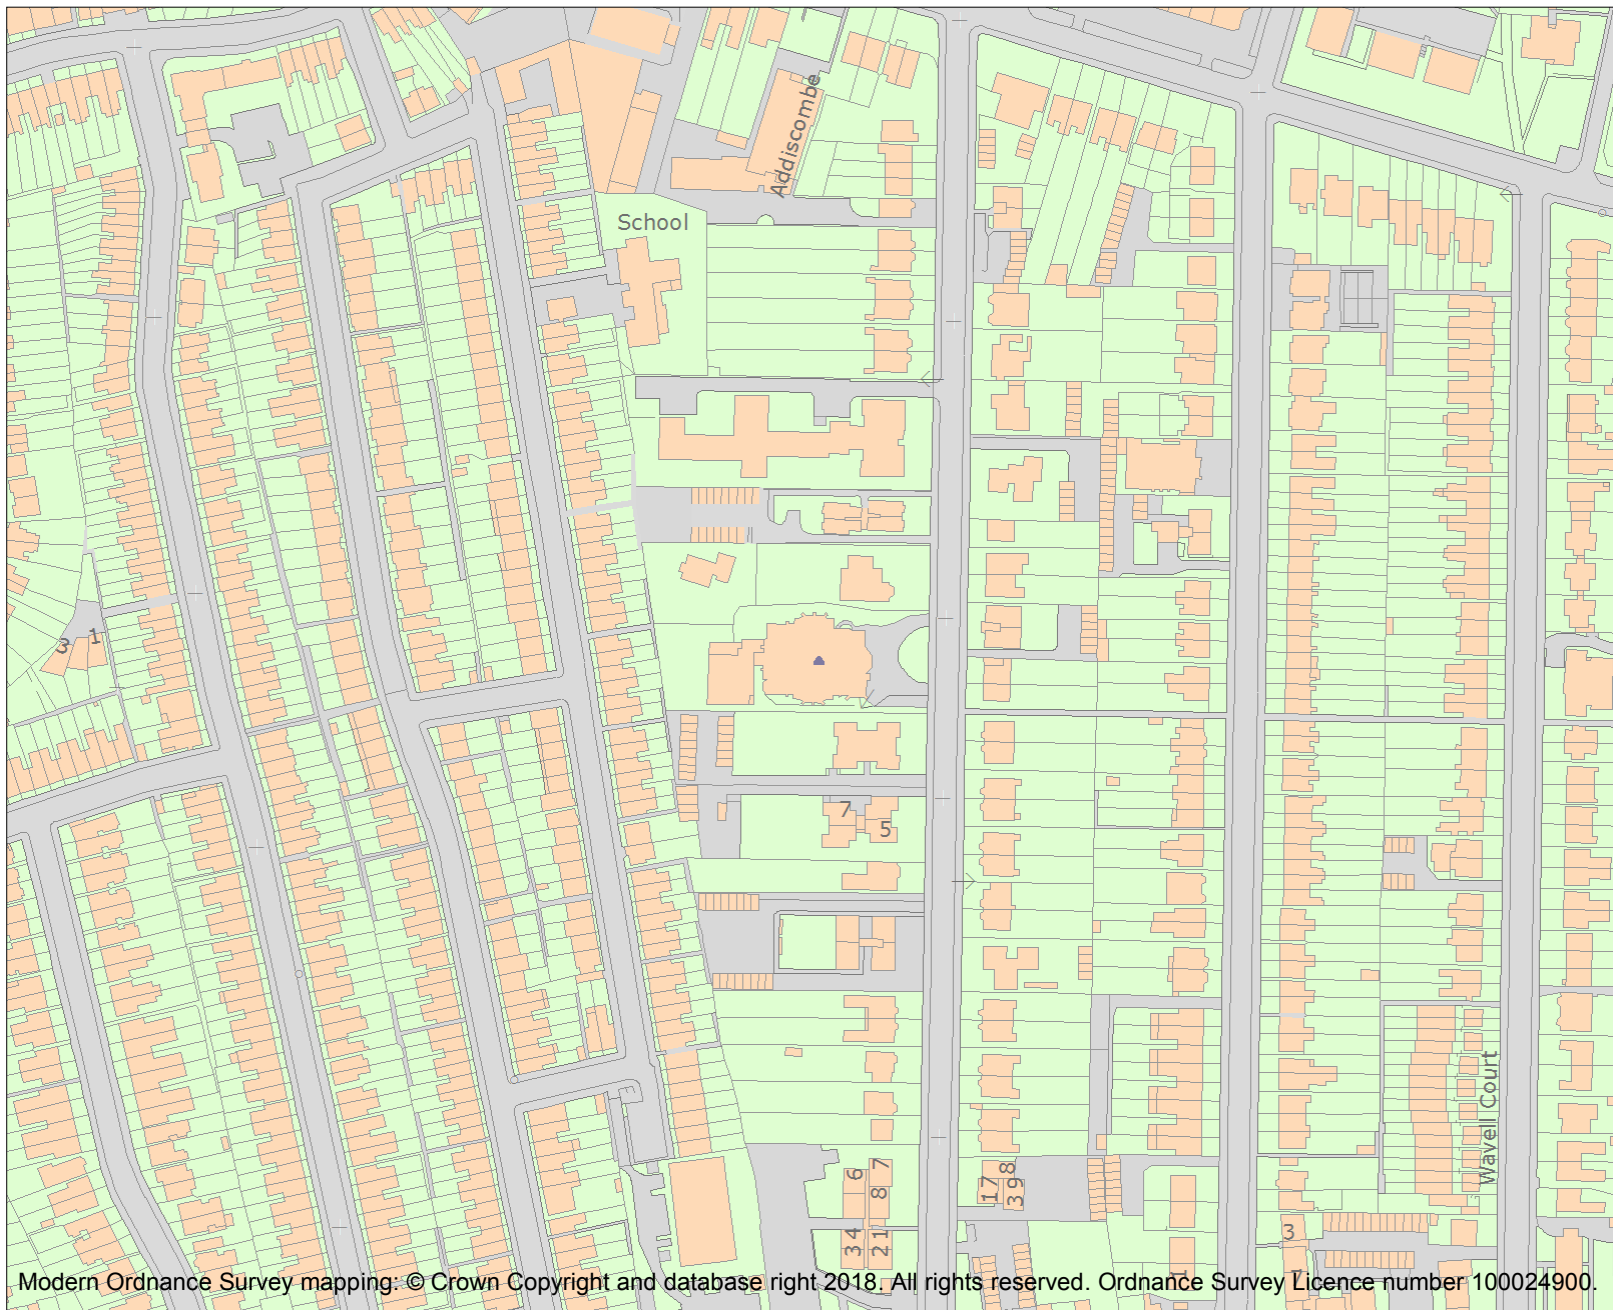 Addiscombe
School
3
1
7
5
6
7
8
3 4
2 1
17
3 9 8
3
7
1
Wavell Court
Modern Ordnance Survey mapping: © Crown Copyright and database right 2018. All rights reserved. Ordnance Survey Licence number 100024900.